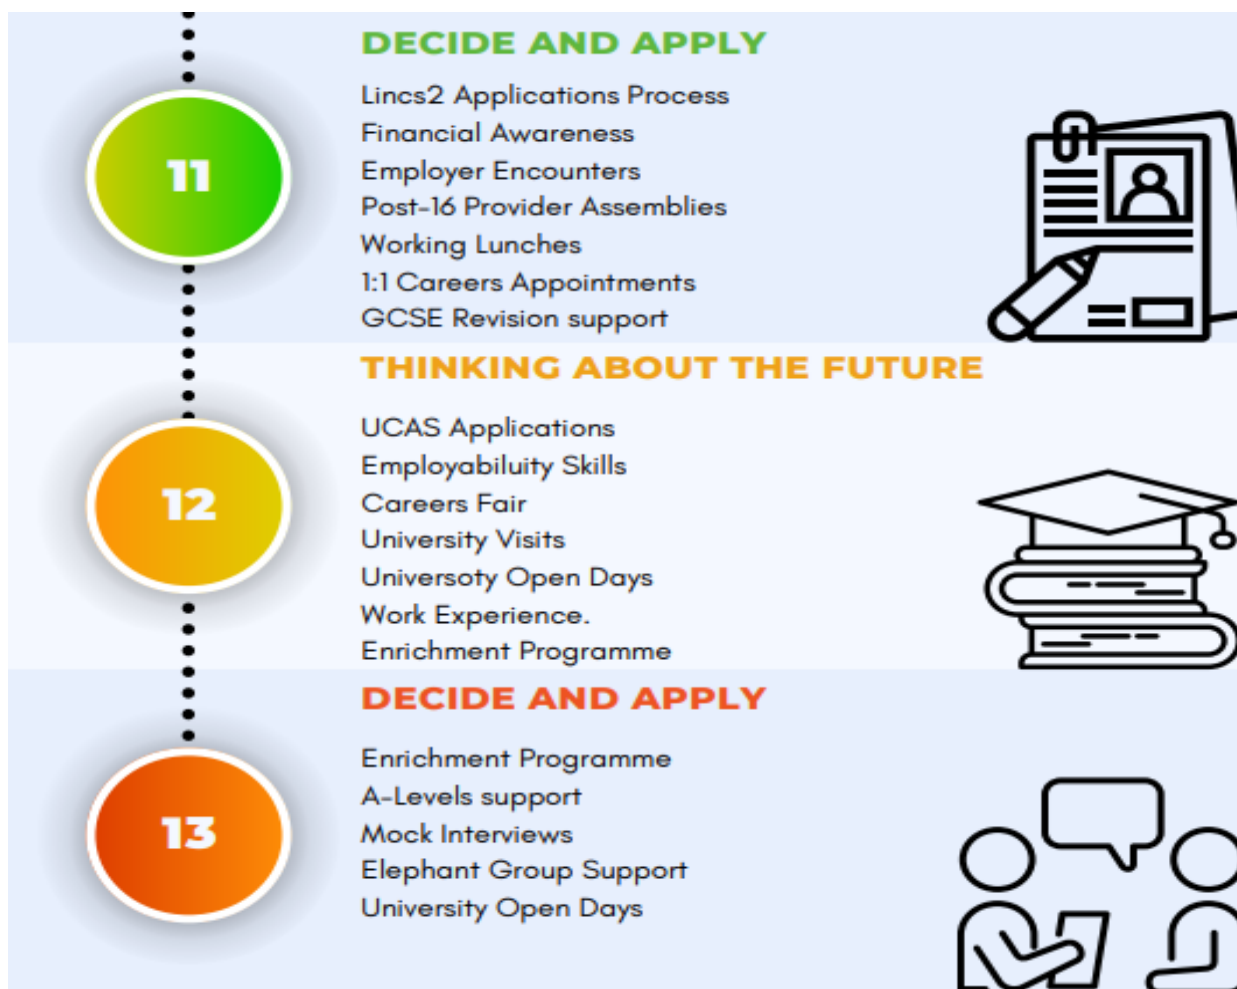 DECIDE AND APPLY
Lincs2 Applications Process
Financial Awareness
Employer Encounters
Post-16 Provider Assemblies
Working Lunches
1:1 Careers Appointments
GCSE Revision support
11
THINKING ABOUT THE FUTURE
UCAS Applications
Employabiluity Skills
Careers Fair
University Visits
Universoty Open Days
Work Experience.
Enrichment Programme
12
DECIDE AND APPLY
Enrichment Programme
A-Levels support
Mock Interviews
Elephant Group Support
University Open Days
13